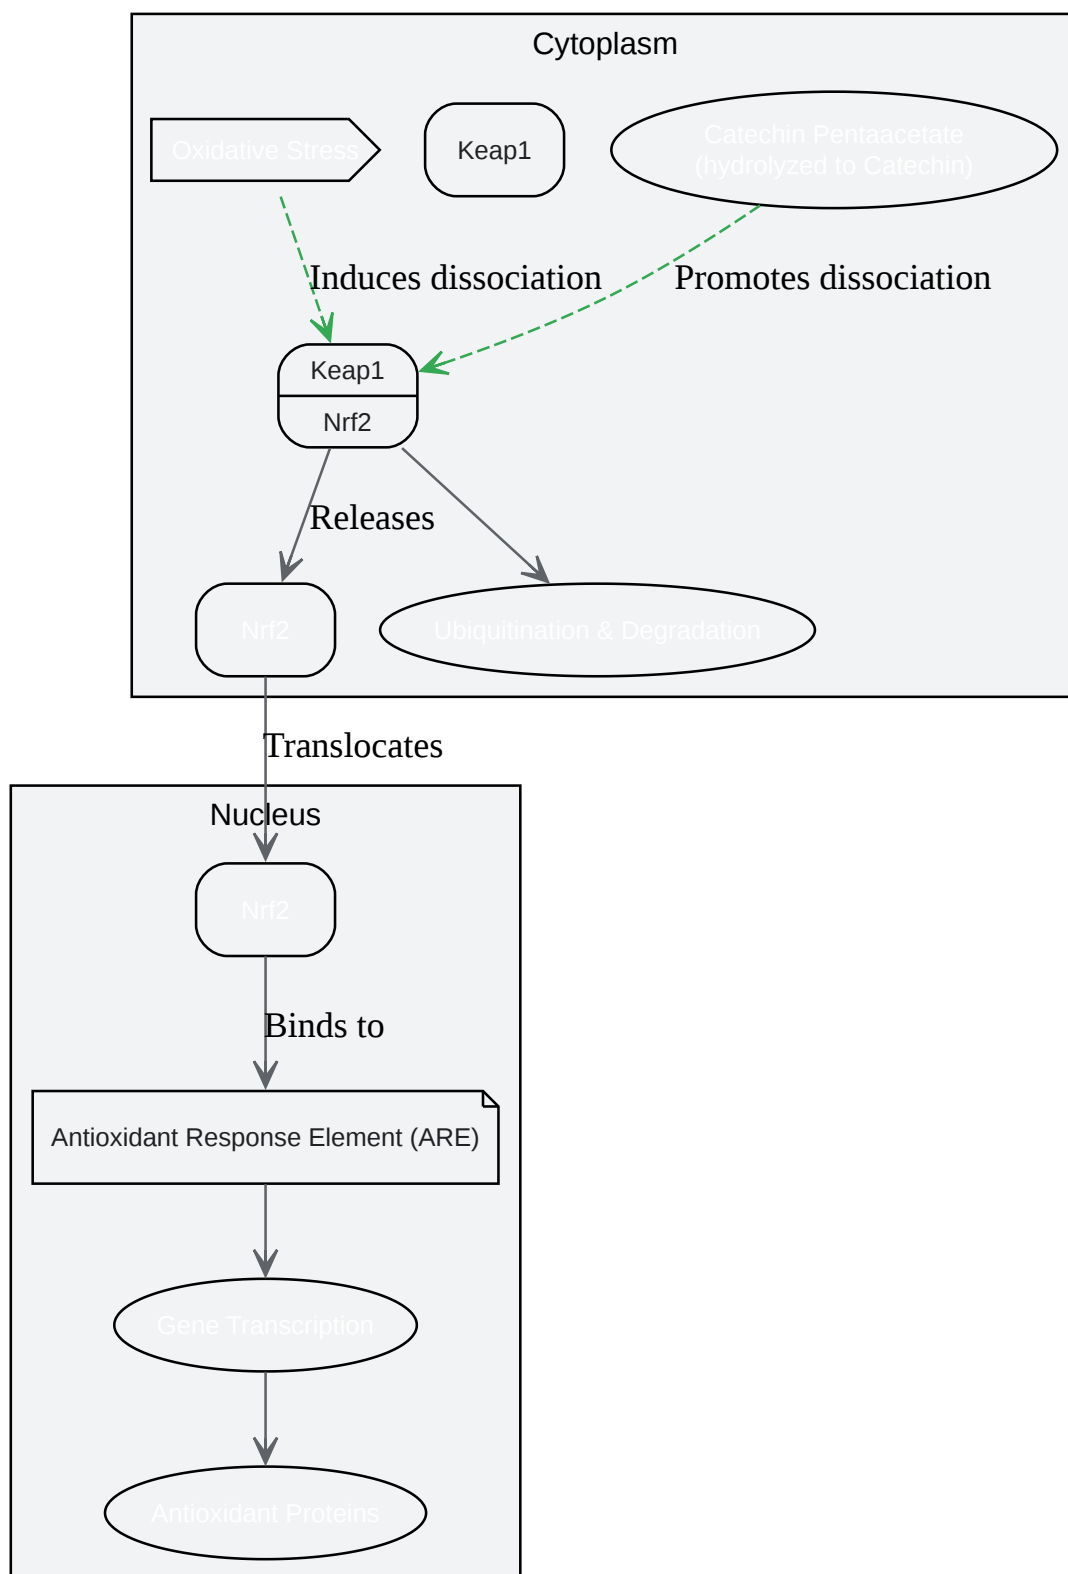 Cytoplasm
Oxidative Stress
Keap1
Catechin Pentaacetate
(hydrolyzed to Catechin)
Induces dissociation
Promotes dissociation
Keap1
Nrf2
Releases
Nrf2
Ubiquitination & Degradation
Translocates
Nucleus
Nrf2
Binds to
Antioxidant Response Element (ARE)
Gene Transcription
Antioxidant Proteins